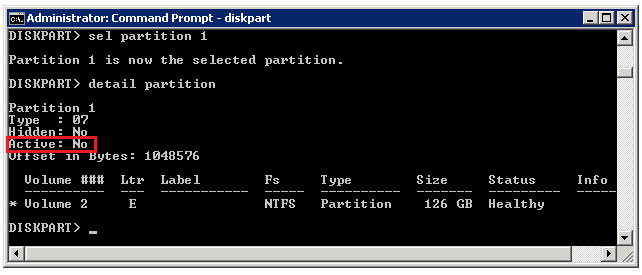 Administrator: Command Prompt - diskpart
DISKPART> sel partition 1
Partition 1 is now the selected partition.
DISKPART> detail partition
Partition 1
Type  : 07
Hidden: No
Active: No
Offset in Bytes: 1048576
Volume ###  Ltr  Label        Fs     Type        Size     Status     Info
* Volume 2     E                NTFS   Partition    126 GB  Healthy
DISKPART> _